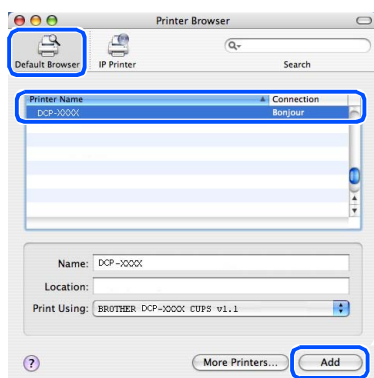 Printer Browser
Default Browser IP Printer Search
Printer Name Connection
DCP-XXXX Bonjour
Name: DCP-XXXX
Location:
Print Using: BROTHER DCP-XXXX CUPS v1.1
? More Printers... Add